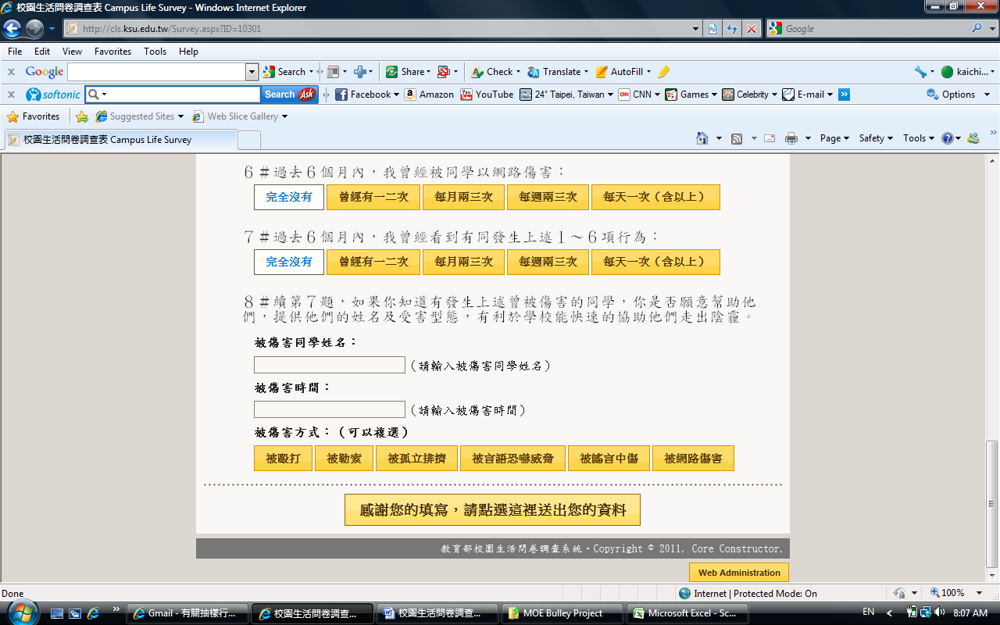 校園生活問卷調查表 Campus Life Survey - Windows Internet Explorer
http://cls.ksu.edu.tw/Survey.aspx?ID=10301
Google
File Edit View Favorites Tools Help
x Google Search Share Check Translate AutoFill kaichi...
x softonic Search Ask Facebook Amazon YouTube 24° Taipei, Taiwan CNN Games Celebrity E-mail » Options
Favorites Suggested Sites Web Slice Gallery
校園生活問卷調查表 Campus Life Survey Page Safety Tools »
6#過去6個月內,我曾經被同學以網路傷害:
完全沒有 曾經有一二次 每月兩三次 每週兩三次 每天一次(含以上)
7#過去6個月內,我曾經看到有同發生上述1~6項行為:
完全沒有 曾經有一二次 每月兩三次 每週兩三次 每天一次(含以上)
8#續第7題,如果你知道有發生上述曾被傷害的同學,你是否願意幫助他
們,提供他們的姓名及受害型態,有利於學校能快速的協助他們走出陰霾。
被傷害同學姓名:
(請輸入被傷害同學姓名)
被傷害時間:
(請輸入被傷害時間)
被傷害方式:(可以複選)
被毆打 被勒索 被孤立排擠 被言語恐嚇威脅 被謠言中傷 被網路傷害
感謝您的填寫,請點選這裡送出您的資料
教育部校園生活問卷調查系統‧Copyright © 2011, Core Constructor.
Web Administration
Done Internet | Protected Mode: On 100%
» Gmail - 有關抽樣行... 校園生活問卷調查... 校園生活問卷調查... MOE Bulley Project Microsoft Excel - Sc... EN < 8:07 AM